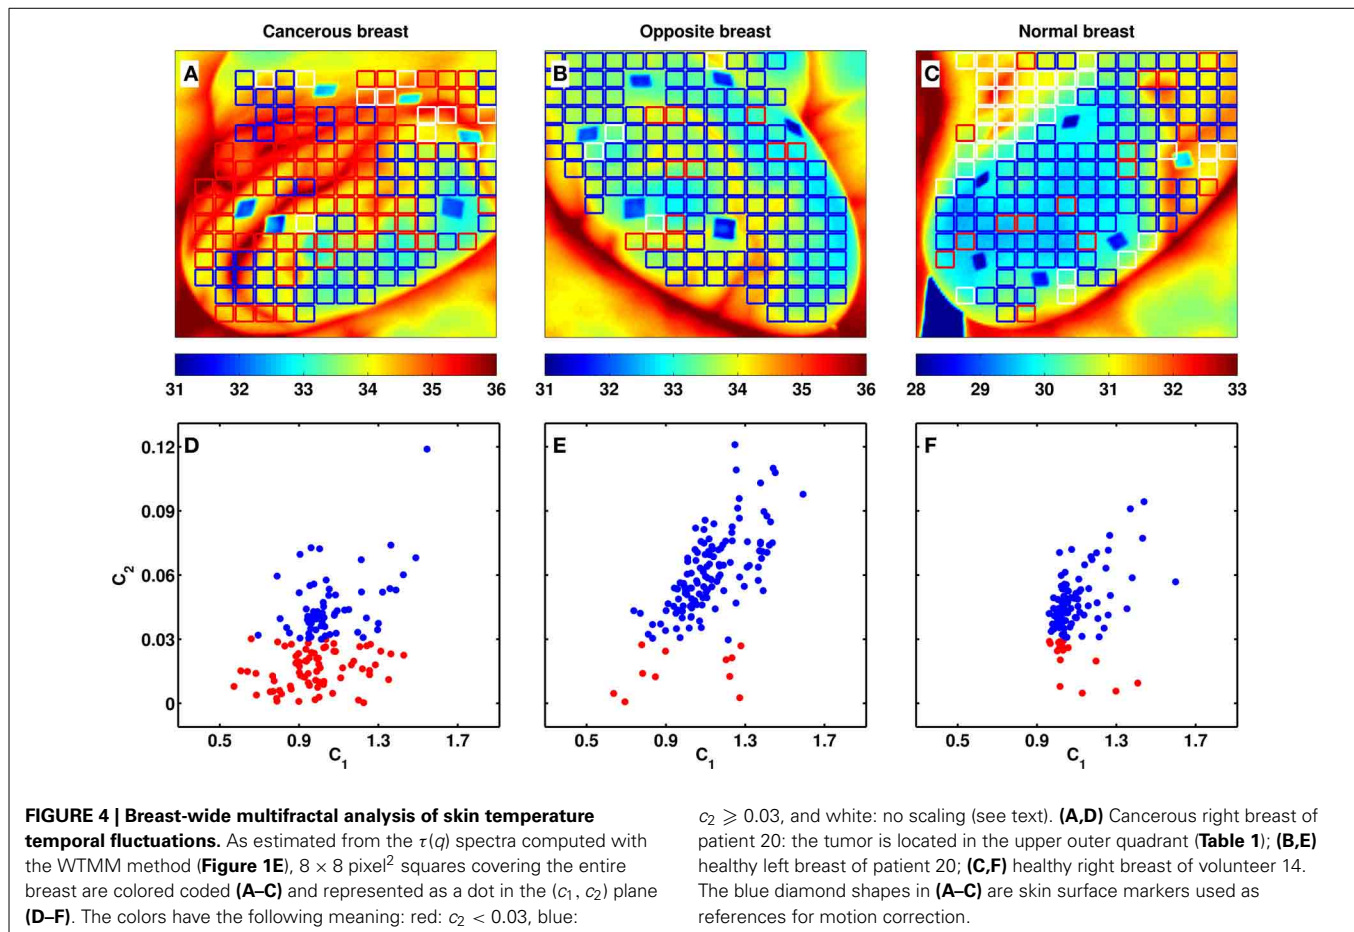 Cancerous breast
Opposite breast
Normal breast
A
B
C
31 32 33 34 35 36
31 32 33 34 35 36
28 29 30 31 32 33
D
E
F
0.12
0.09
0.06
0.03
0
C2
0.5 0.9 1.3 1.7
0.5 0.9 1.3 1.7
0.5 0.9 1.3 1.7
C1
C1
C1
FIGURE 4 | Breast-wide multifractal analysis of skin temperature
temporal fluctuations. As estimated from the τ(q) spectra computed with
the WTMM method (Figure 1E), 8 × 8 pixel² squares covering the entire
breast are colored coded (A–C) and represented as a dot in the (c1, c2) plane
(D–F). The colors have the following meaning: red: c2 < 0.03, blue:
c2 ⩾ 0.03, and white: no scaling (see text). (A,D) Cancerous right breast of
patient 20: the tumor is located in the upper outer quadrant (Table 1); (B,E)
healthy left breast of patient 20; (C,F) healthy right breast of volunteer 14.
The blue diamond shapes in (A–C) are skin surface markers used as
references for motion correction.